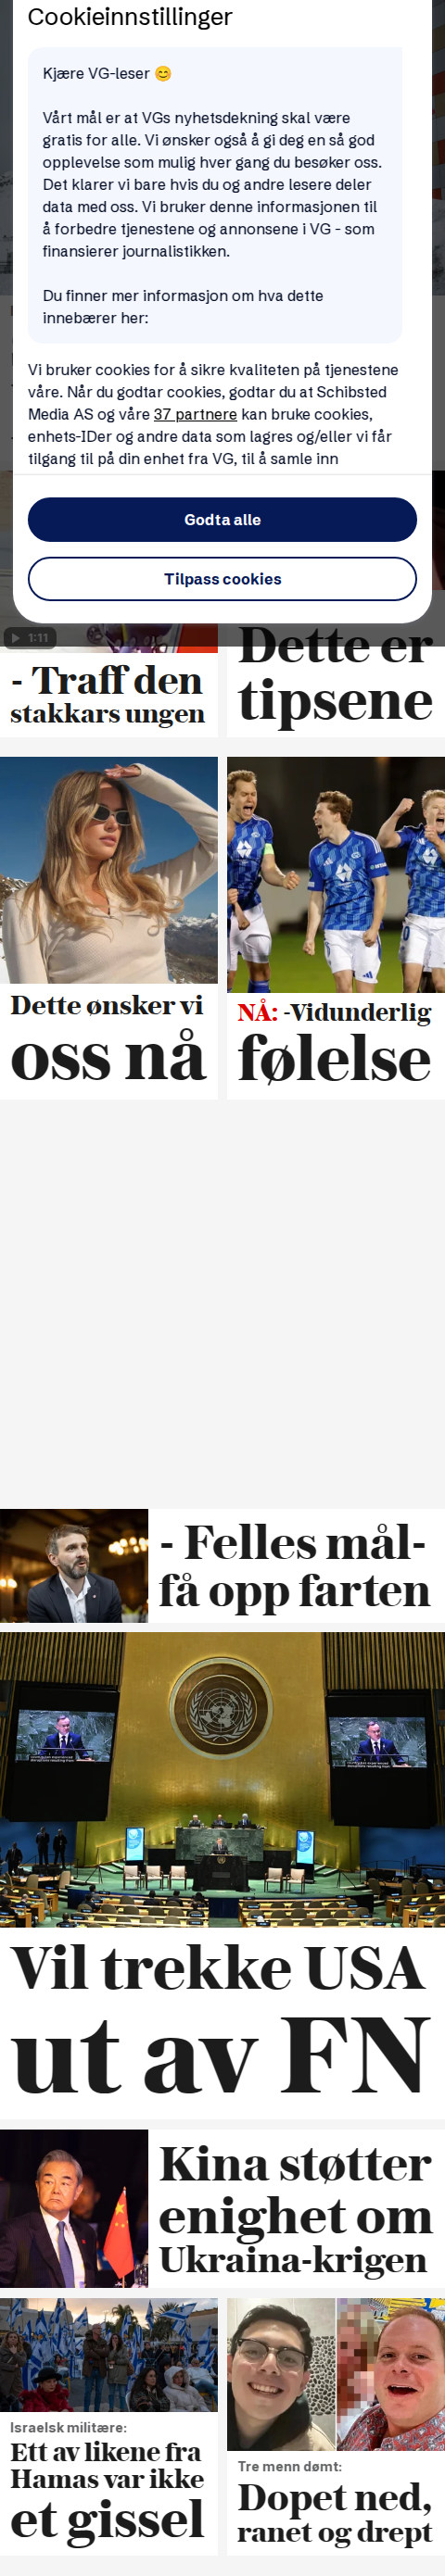 Cookieinnstillinger
Kjære VG-leser 😊
Vårt mål er at VGs nyhetsdekning skal være
gratis for alle. Vi ønsker også å gi deg en så god
opplevelse som mulig hver gang du besøker oss.
Det klarer vi bare hvis du og andre lesere deler
data med oss. Vi bruker denne informasjonen til
å forbedre tjenestene og annonsene i VG - som
finansierer journalistikken.
Du finner mer informasjon om hva dette
innebærer her:
Vi bruker cookies for å sikre kvaliteten på tjenestene
våre. Når du godtar cookies, godtar du at Schibsted
Media AS og våre 37 partnere kan bruke cookies,
enhets-IDer og andre data som lagres og/eller vi får
tilgang til på din enhet fra VG, til å samle inn
Godta alle
Tilpass cookies
1:11
- Traff den
stakkars ungen
Dette er
tipsene
Dette ønsker vi
oss nå
NÅ: -Vidunderlig
følelse
- Felles mål-
få opp farten
Vil trekke USA
ut av FN
Kina støtter
enighet om
Ukraina-krigen
Israelsk militære:
Ett av likene fra
Hamas var ikke
et gissel
Tre menn dømt:
Dopet ned,
ranet og drept